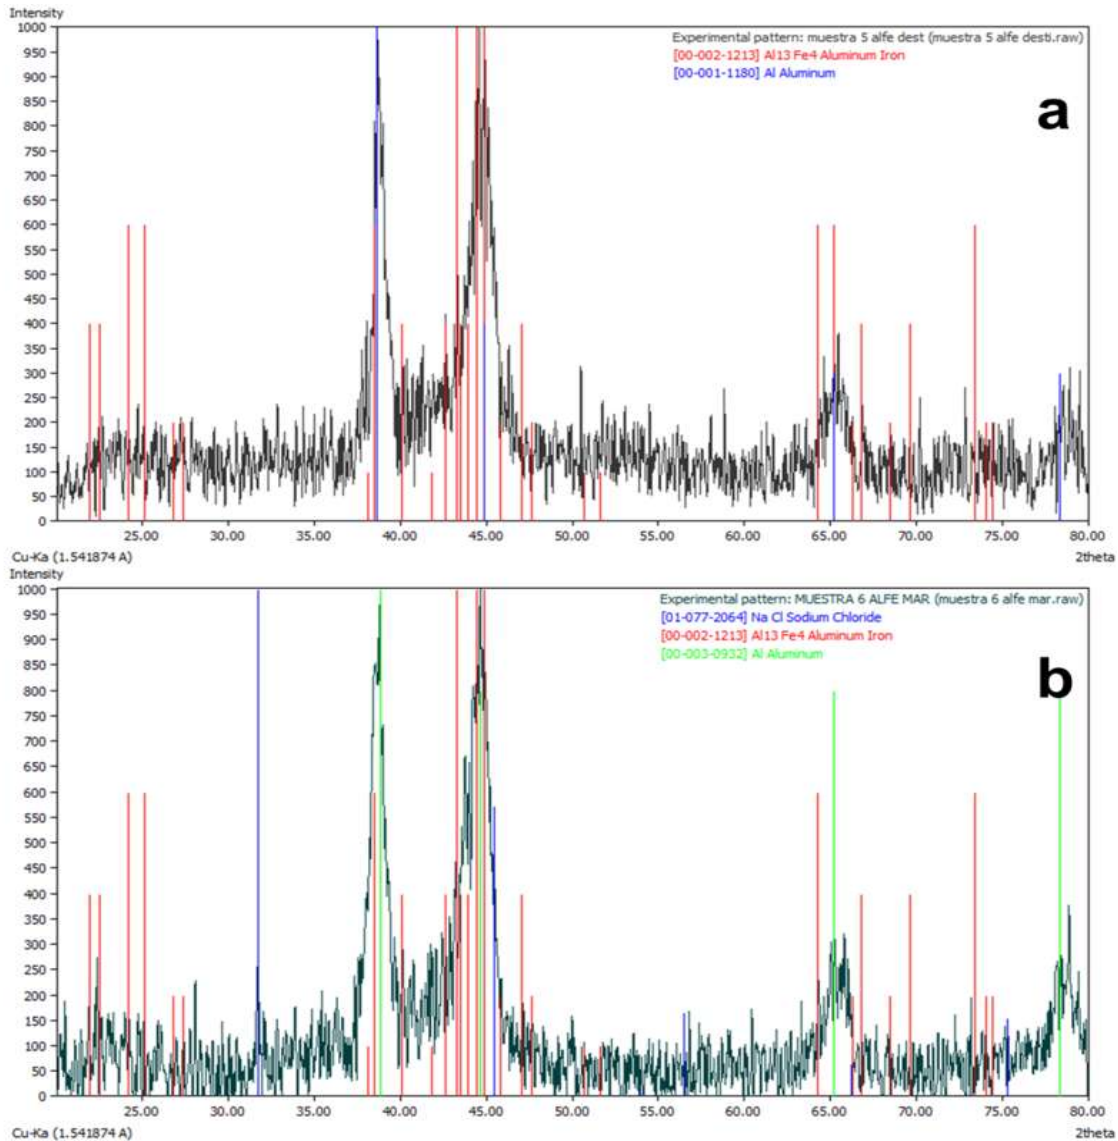 Intensity
1000
950
900
850
800
750
700
650
600
550
500
450
400
350
300
250
200
150
100
50
0
Experimental pattern: muestra 5 alfe dest (muestra 5 alfe desti.raw)
[00-002-1213] Al13 Fe4 Aluminum Iron
[00-001-1180] Al Aluminum
a
25.00 30.00 35.00 40.00 45.00 50.00 55.00 60.00 65.00 70.00 75.00 80.00
Cu-Ka (1.541874 A) 2theta
Intensity
1000
950
900
850
800
750
700
650
600
550
500
450
400
350
300
250
200
150
100
50
0
Experimental pattern: MUESTRA 6 ALFE MAR (muestra 6 alfe mar.raw)
[01-077-2064] Na Cl Sodium Chloride
[00-002-1213] Al13 Fe4 Aluminum Iron
[00-003-0932] Al Aluminum
b
25.00 30.00 35.00 40.00 45.00 50.00 55.00 60.00 65.00 70.00 75.00 80.00
Cu-Ka (1.541874 A) 2theta